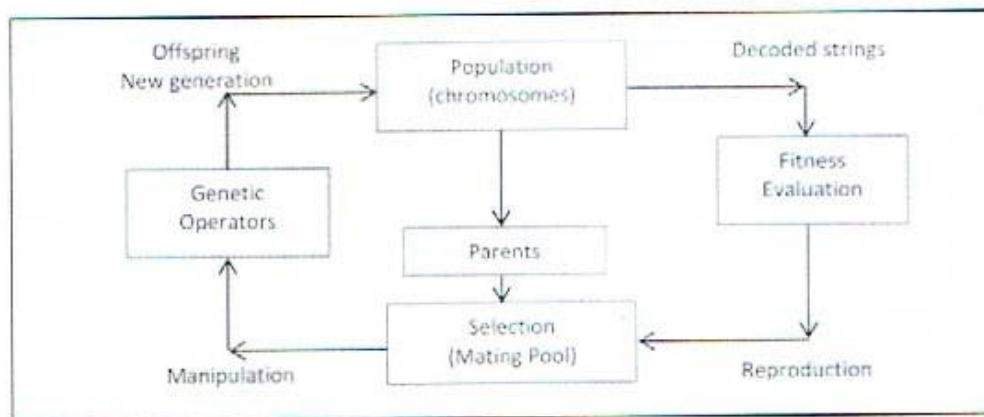 Offspring
New generation
Population
(chromosomes)
Decoded strings
Genetic
Operators
Fitness
Evaluation
Parents
Selection
(Mating Pool)
Manipulation
Reproduction